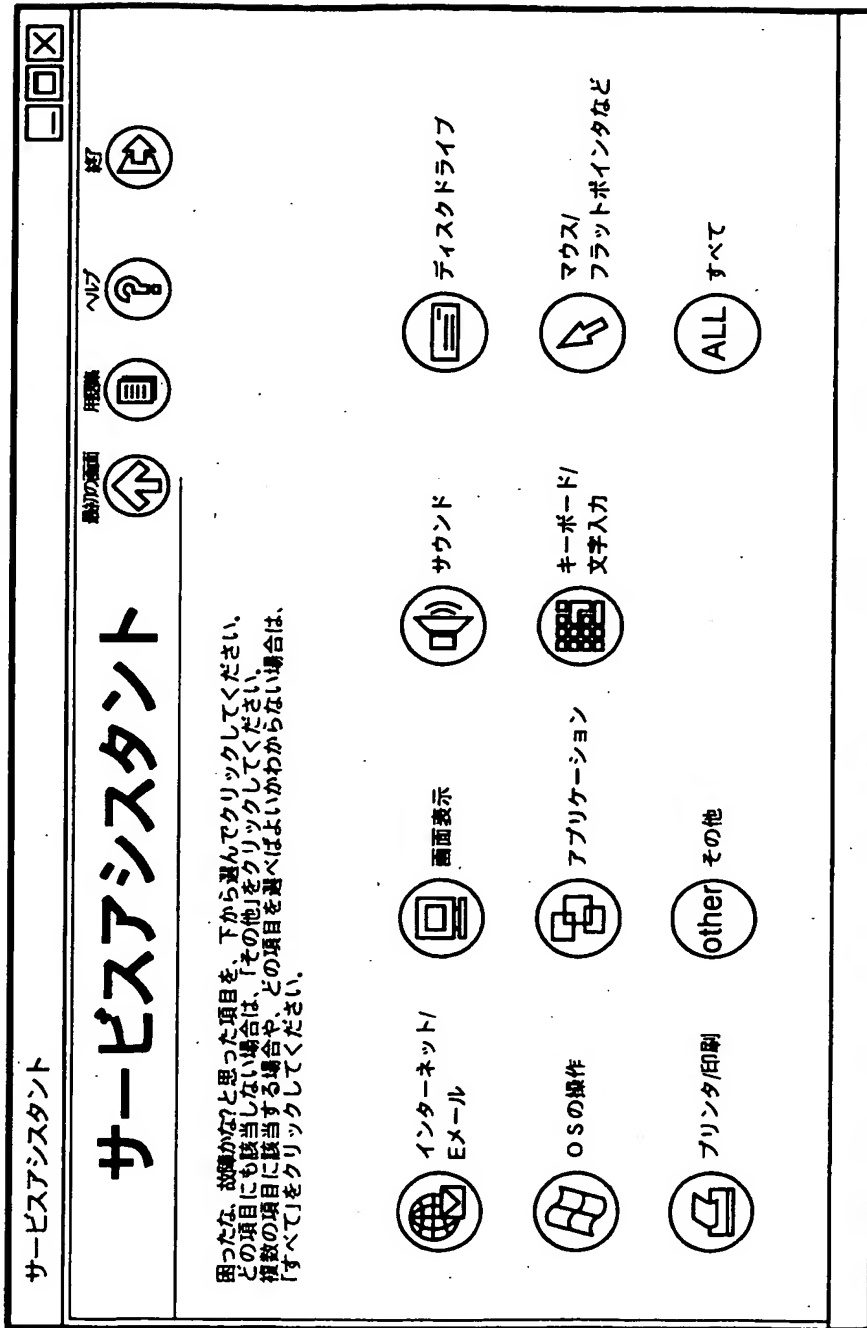 サービスアシスタント
サービスアシスタント
最初の画面
用語集
ヘルプ
終了
困ったな、故障かな?と思った項目を、下から選んでクリックしてください。
どの項目にも該当しない場合は、「その他」をクリックしてください。
複数の項目に該当する場合や、どの項目を選べばよいかわからない場合は、
「すべて」をクリックしてください。
インターネット/
Eメール
画面表示
サウンド
ディスクドライブ
OSの操作
アプリケーション
キーボード/
文字入力
マウス/
フラットポインタなど
プリンタ/印刷
other その他
ALL すべて